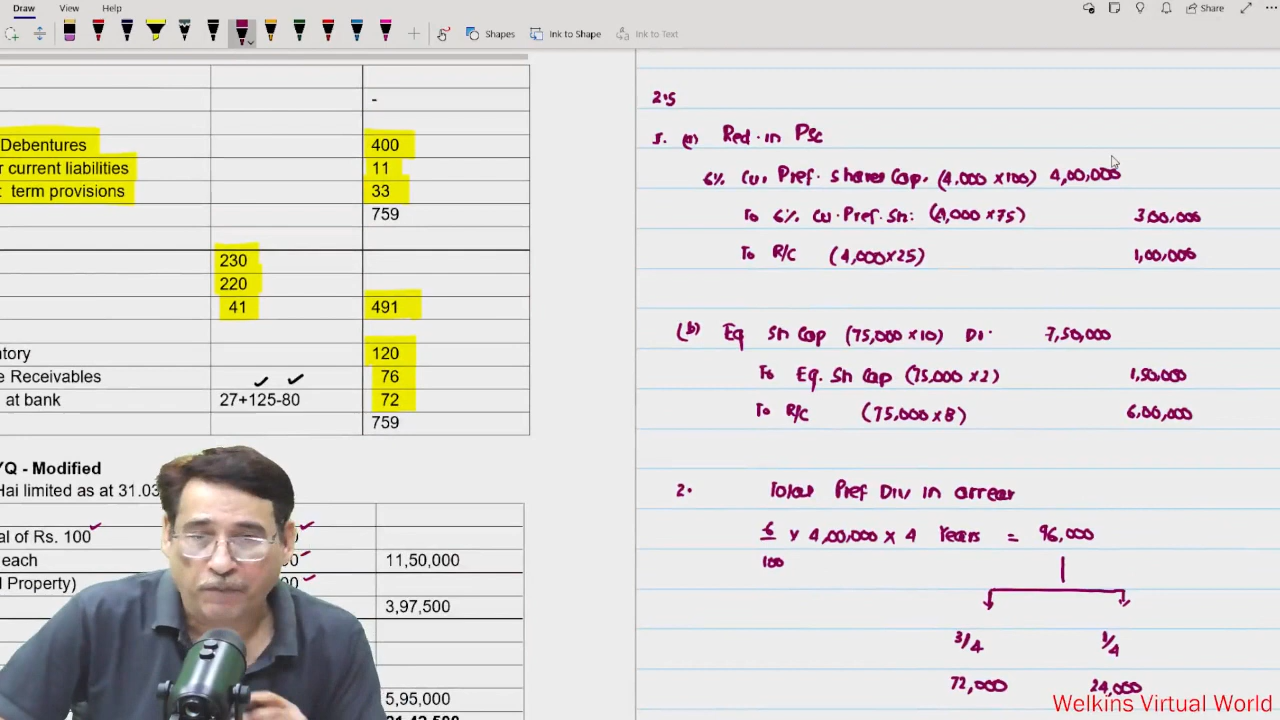 Draw View Help
Share
Shapes Ink to Shape Ink to Text
-
Debentures 400
r current liabilities 11
term provisions 33
759
230
220
41 491
tory 120
e Receivables 76
at bank 27+125-80 72
759
YQ - Modified
Hai limited as at 31.03
al of Rs. 100
each 11,50,000
l Property)
3,97,500
5,95,000
2.5
1. (a) Red. in PSC
6% Cu. Pref. Shares Cap. (4,000 x100) 4,00,000
To 6% Cu. Pref. Sh: (4,000 x75) 3,00,000
To R/C (4,000x25) 1,00,000
(b) Eq Sh Cap (75,000 x10) Dr. 7,50,000
To Eq. Sh Cap (75,000 x2) 1,50,000
To R/C (75,000 x8) 6,00,000
2. Total Pref Div in arrear
6/100 x 4,00,000 x 4 Years = 96,000
3/4 1/4
72,000 24,000
Welkins Virtual World